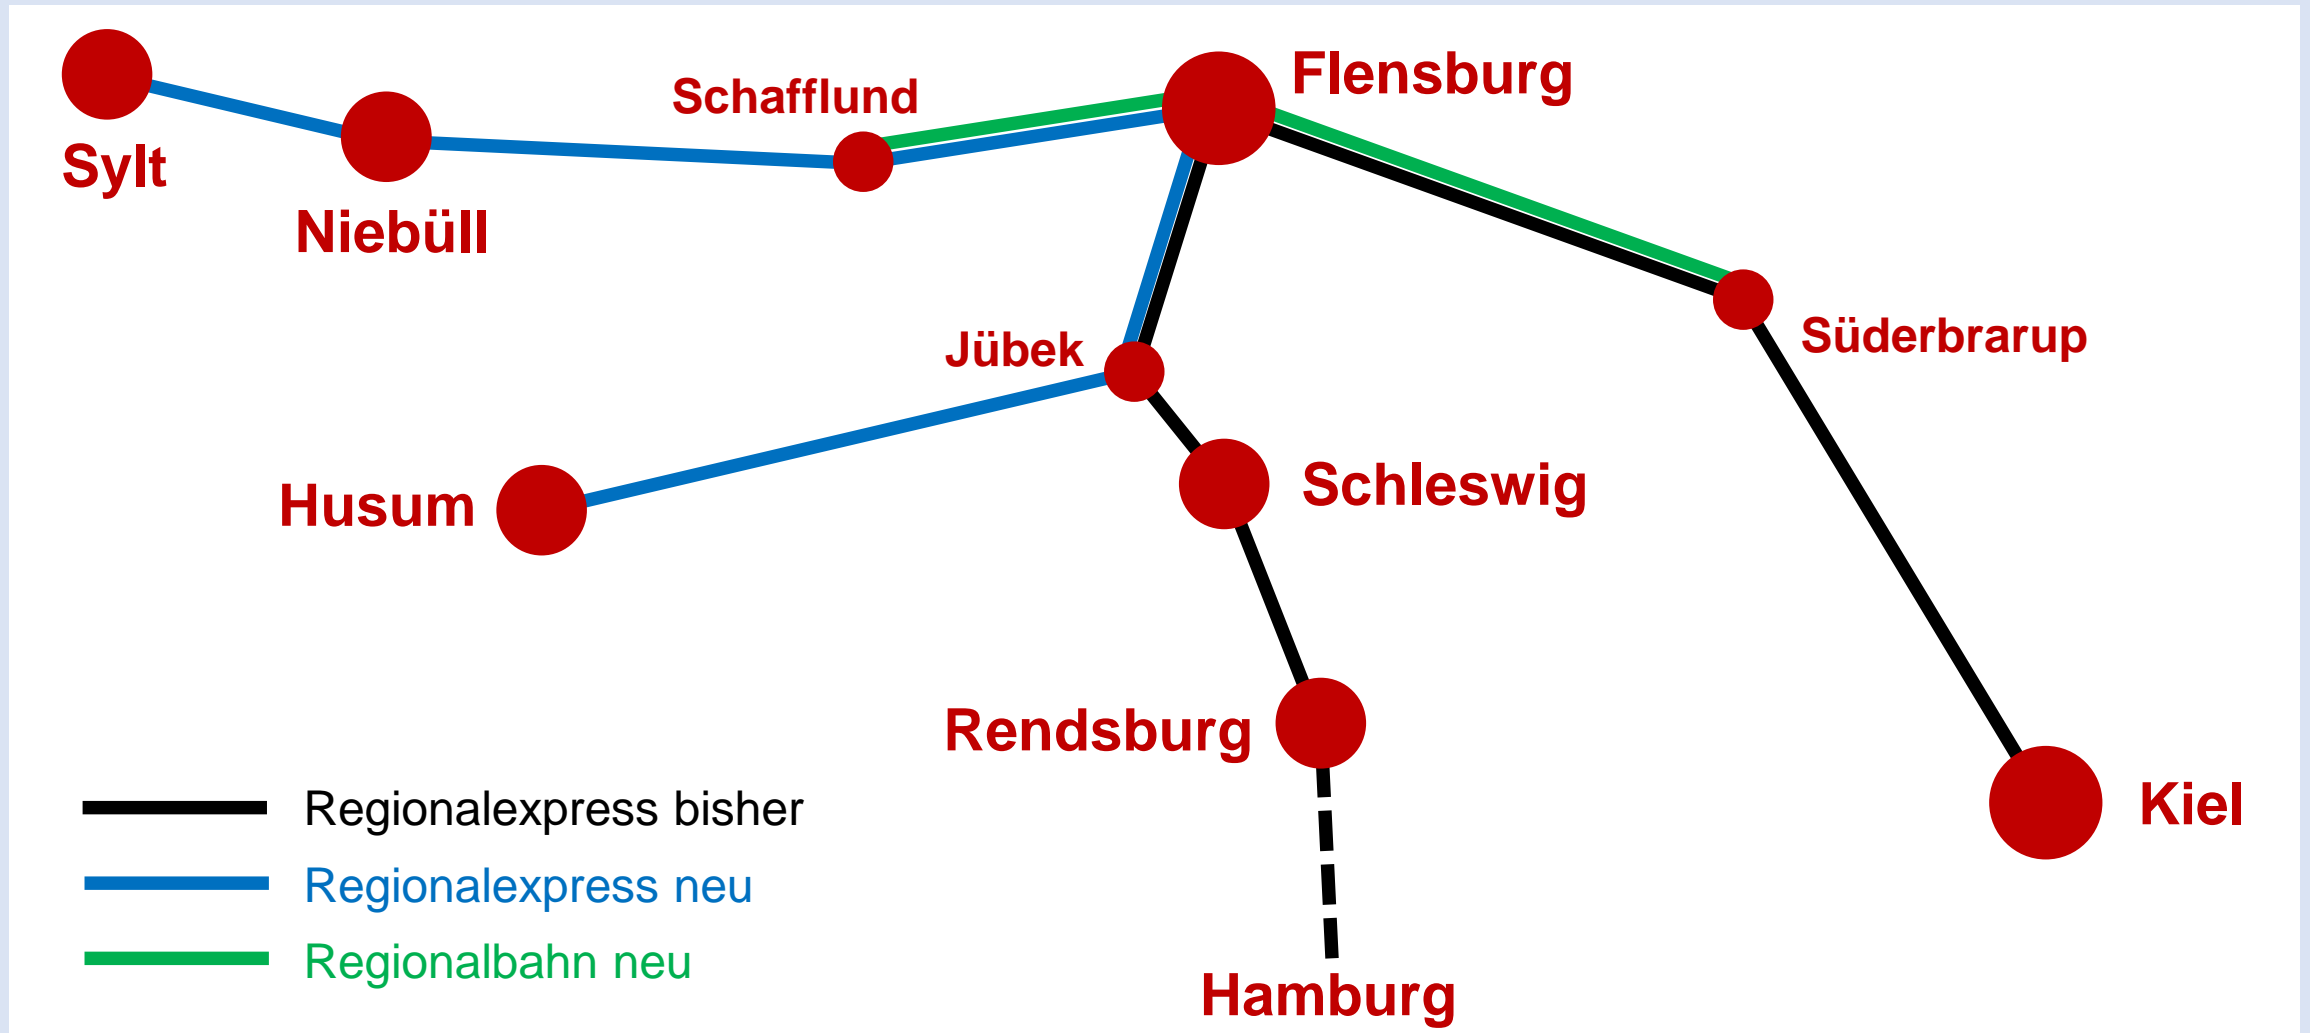 Flensburg
Schafflund
Sylt
Niebüll
Jübek
Süderbrarup
Husum
Schleswig
Rendsburg
Kiel
Regionalexpress bisher
Regionalexpress neu
Regionalbahn neu
Hamburg